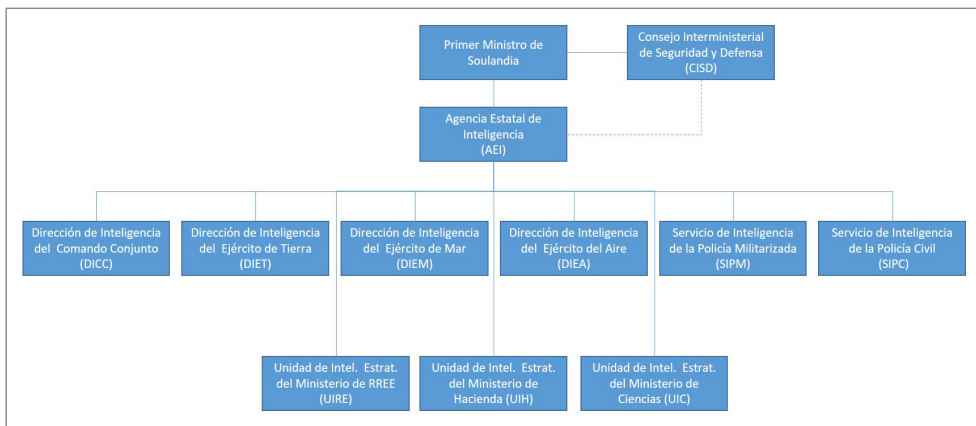 Primer Ministro de
Soulandia
Consejo Interministerial
de Seguridad y Defensa
(CISD)
Agencia Estatal de
Inteligencia
(AEI)
Dirección de Inteligencia
del Comando Conjunto
(DICC)
Dirección de Inteligencia
del Ejército de Tierra
(DIET)
Dirección de Inteligencia
del Ejército de Mar
(DIEM)
Dirección de Inteligencia
del Ejército del Aire
(DIEA)
Servicio de Inteligencia
de la Policía Militarizada
(SIPM)
Servicio de Inteligencia
de la Policía Civil
(SIPC)
Unidad de Intel. Estrat.
del Ministerio de RREE
(UIRE)
Unidad de Intel. Estrat.
del Ministerio de
Hacienda (UIH)
Unidad de Intel. Estrat.
del Ministerio de
Ciencias (UIC)